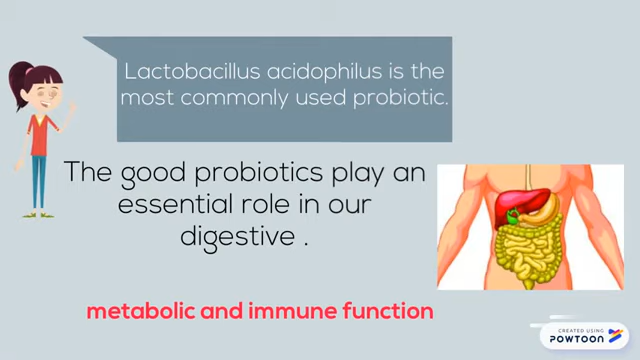 Lactobacillus acidophilus is the
most commonly used probiotic.
The good probiotics play an
essential role in our
digestive .
metabolic and immune function
CREATED USING
POWTOON